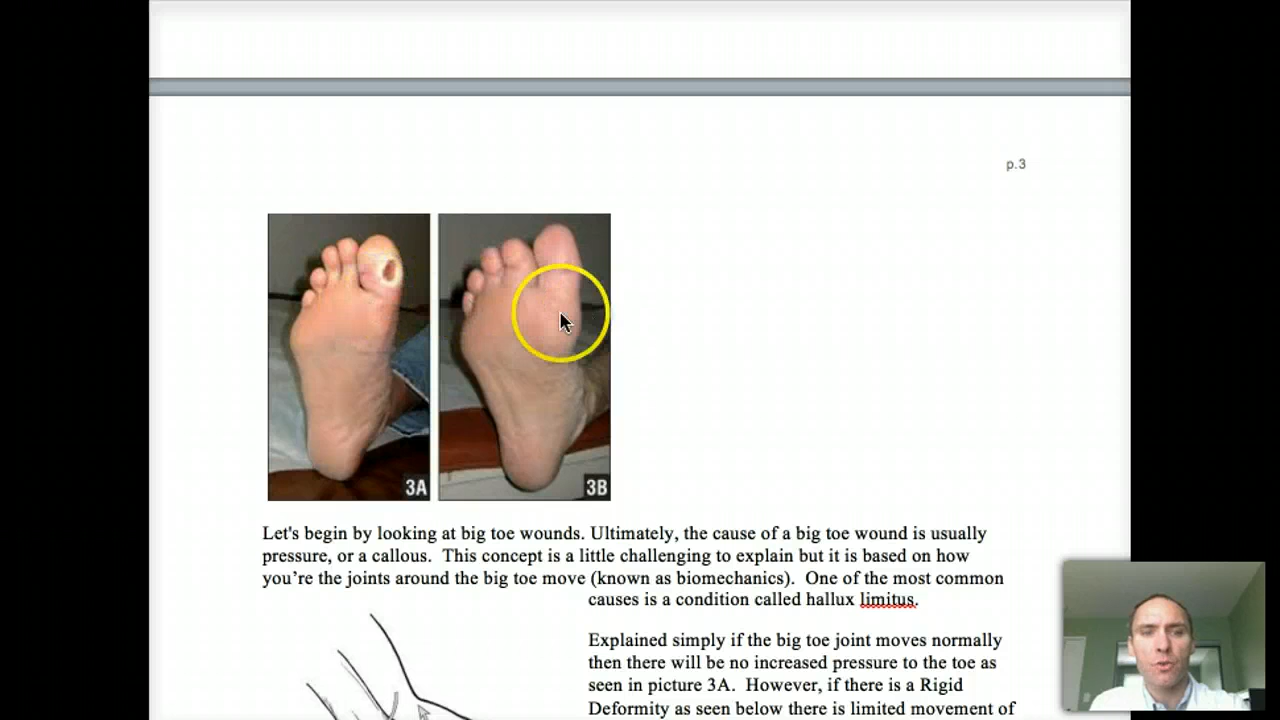 p.3
3A
3B
Let's begin by looking at big toe wounds. Ultimately, the cause of a big toe wound is usually
pressure, or a callous. This concept is a little challenging to explain but it is based on how
you’re the joints around the big toe move (known as biomechanics). One of the most common
causes is a condition called hallux limitus.
Explained simply if the big toe joint moves normally
then there will be no increased pressure to the toe as
seen in picture 3A. However, if there is a Rigid
Deformity as seen below there is limited movement of